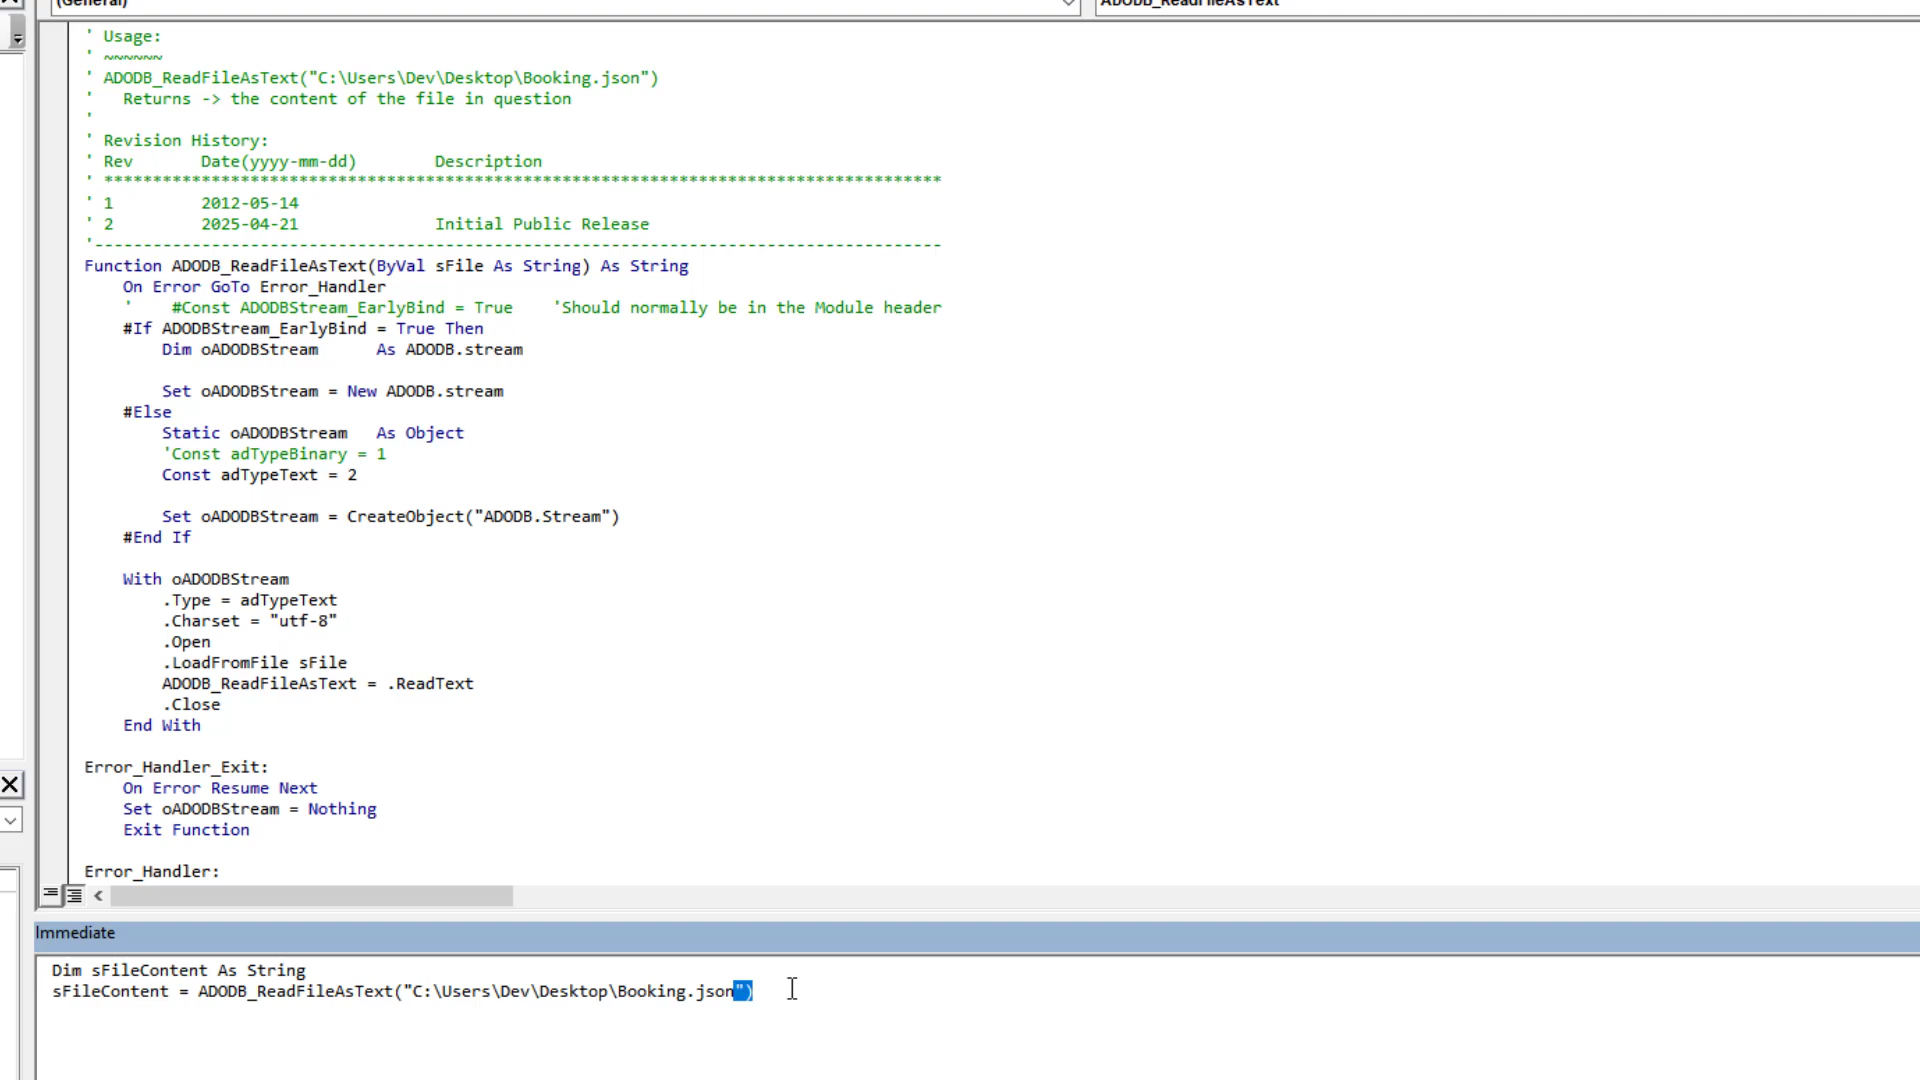 (General)
ADODB_ReadFileAsText
' Usage:
' ~~~~~~
' ADODB_ReadFileAsText("C:\Users\Dev\Desktop\Booking.json")
'   Returns -> the content of the file in question
'
' Revision History:
' Rev       Date(yyyy-mm-dd)        Description
' **************************************************************************************
' 1         2012-05-14
' 2         2025-04-21              Initial Public Release
'---------------------------------------------------------------------------------------
Function ADODB_ReadFileAsText(ByVal sFile As String) As String
    On Error GoTo Error_Handler
    '    #Const ADODBStream_EarlyBind = True    'Should normally be in the Module header
    #If ADODBStream_EarlyBind = True Then
        Dim oADODBStream      As ADODB.stream
        Set oADODBStream = New ADODB.stream
    #Else
        Static oADODBStream   As Object
        'Const adTypeBinary = 1
        Const adTypeText = 2
        Set oADODBStream = CreateObject("ADODB.Stream")
    #End If
    With oADODBStream
        .Type = adTypeText
        .Charset = "utf-8"
        .Open
        .LoadFromFile sFile
        ADODB_ReadFileAsText = .ReadText
        .Close
    End With
Error_Handler_Exit:
    On Error Resume Next
    Set oADODBStream = Nothing
    Exit Function
Error_Handler:
Immediate
Dim sFileContent As String
sFileContent = ADODB_ReadFileAsText("C:\Users\Dev\Desktop\Booking.json")